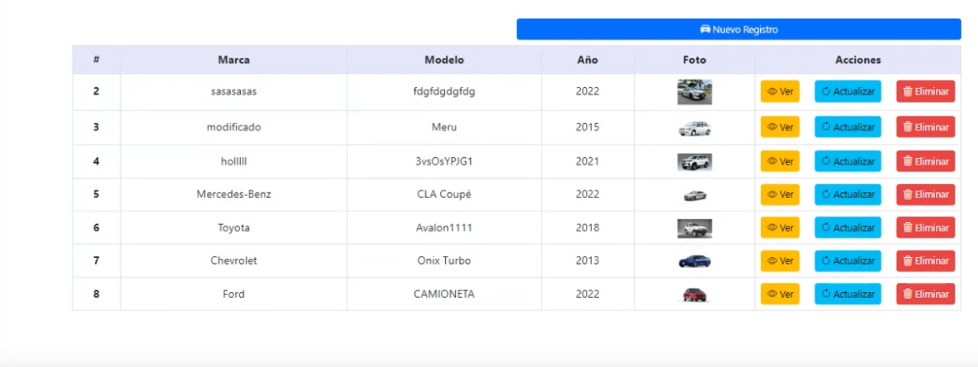 Nuevo Registro
# Marca Modelo Año Foto Acciones
2 sasasasas fdgfdgdgfdg 2022 Ver Actualizar Eliminar
3 modificado Meru 2015 Ver Actualizar Eliminar
4 holllll 3vsOsYPJG1 2021 Ver Actualizar Eliminar
5 Mercedes-Benz CLA Coupé 2022 Ver Actualizar Eliminar
6 Toyota Avalon1111 2018 Ver Actualizar Eliminar
7 Chevrolet Onix Turbo 2013 Ver Actualizar Eliminar
8 Ford CAMIONETA 2022 Ver Actualizar Eliminar